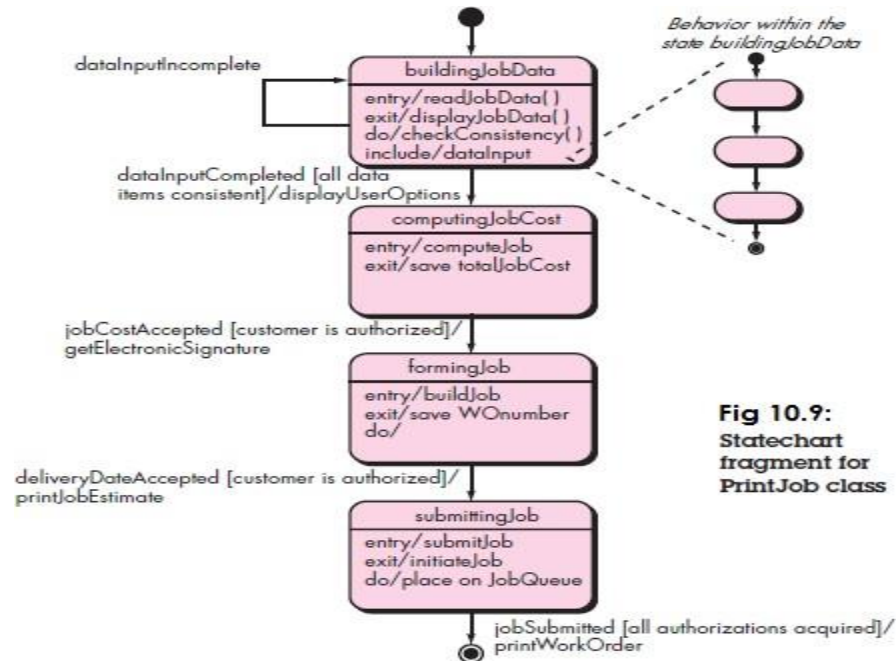 Behavior within the
state buildingJobData
dataInputIncomplete
buildingJobData
entry/readJobData( )
exit/displayJobData( )
do/checkConsistency( )
include/dataInput
dataInputCompleted [all data
items consistent]/displayUserOptions
computingJobCost
entry/computeJob
exit/save totalJobCost
jobCostAccepted [customer is authorized]/
getElectronicSignature
formingJob
entry/buildJob
exit/save WOnumber
do/
Fig 10.9:
Statechart
fragment for
PrintJob class
deliveryDateAccepted [customer is authorized]/
printJobEstimate
submittingJob
entry/submitJob
exit/initiateJob
do/place on JobQueue
jobSubmitted [all authorizations acquired]/
printWorkOrder